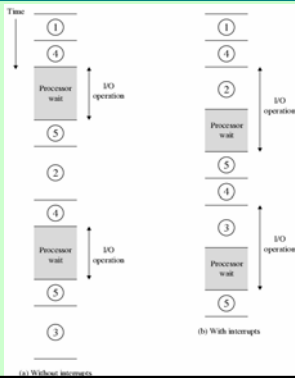 Time
1
4
Processor
wait
I/O
operation
5
2
4
Processor
wait
I/O
operation
5
3
(a) Without interrupts
1
4
2
Processor
wait
I/O
operation
5
4
3
Processor
wait
I/O
operation
5
(b) With interrupts